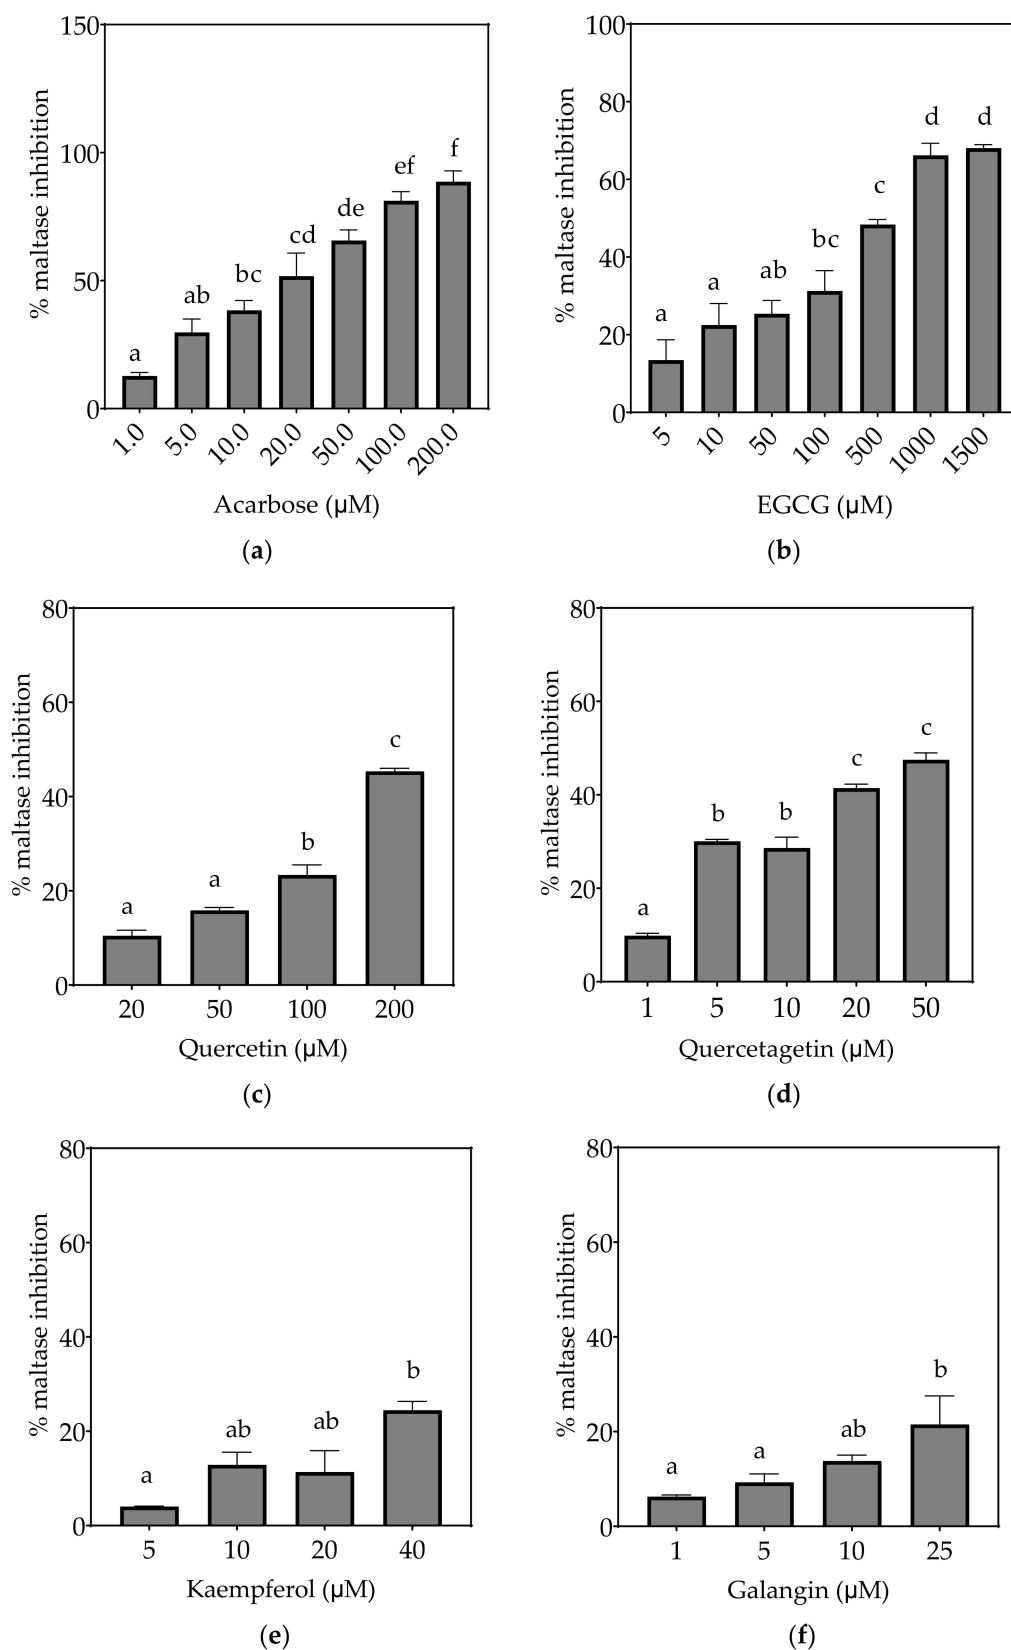 % maltase inhibition
150
100
50
0
a
ab
bc
cd
de
ef
f
1.0
5.0
10.0
20.0
50.0
100.0
200.0
Acarbose (µM)
(a)
% maltase inhibition
100
80
60
40
20
0
a
a
ab
bc
c
d
d
5
10
50
100
500
1000
1500
EGCG (µM)
(b)
% maltase inhibition
80
60
40
20
0
a
a
b
c
20
50
100
200
Quercetin (µM)
(c)
% maltase inhibition
80
60
40
20
0
a
b
b
c
c
1
5
10
20
50
Quercetagetin (µM)
(d)
% maltase inhibition
80
60
40
20
0
a
ab
ab
b
5
10
20
40
Kaempferol (µM)
(e)
% maltase inhibition
80
60
40
20
0
a
a
ab
b
1
5
10
25
Galangin (µM)
(f)